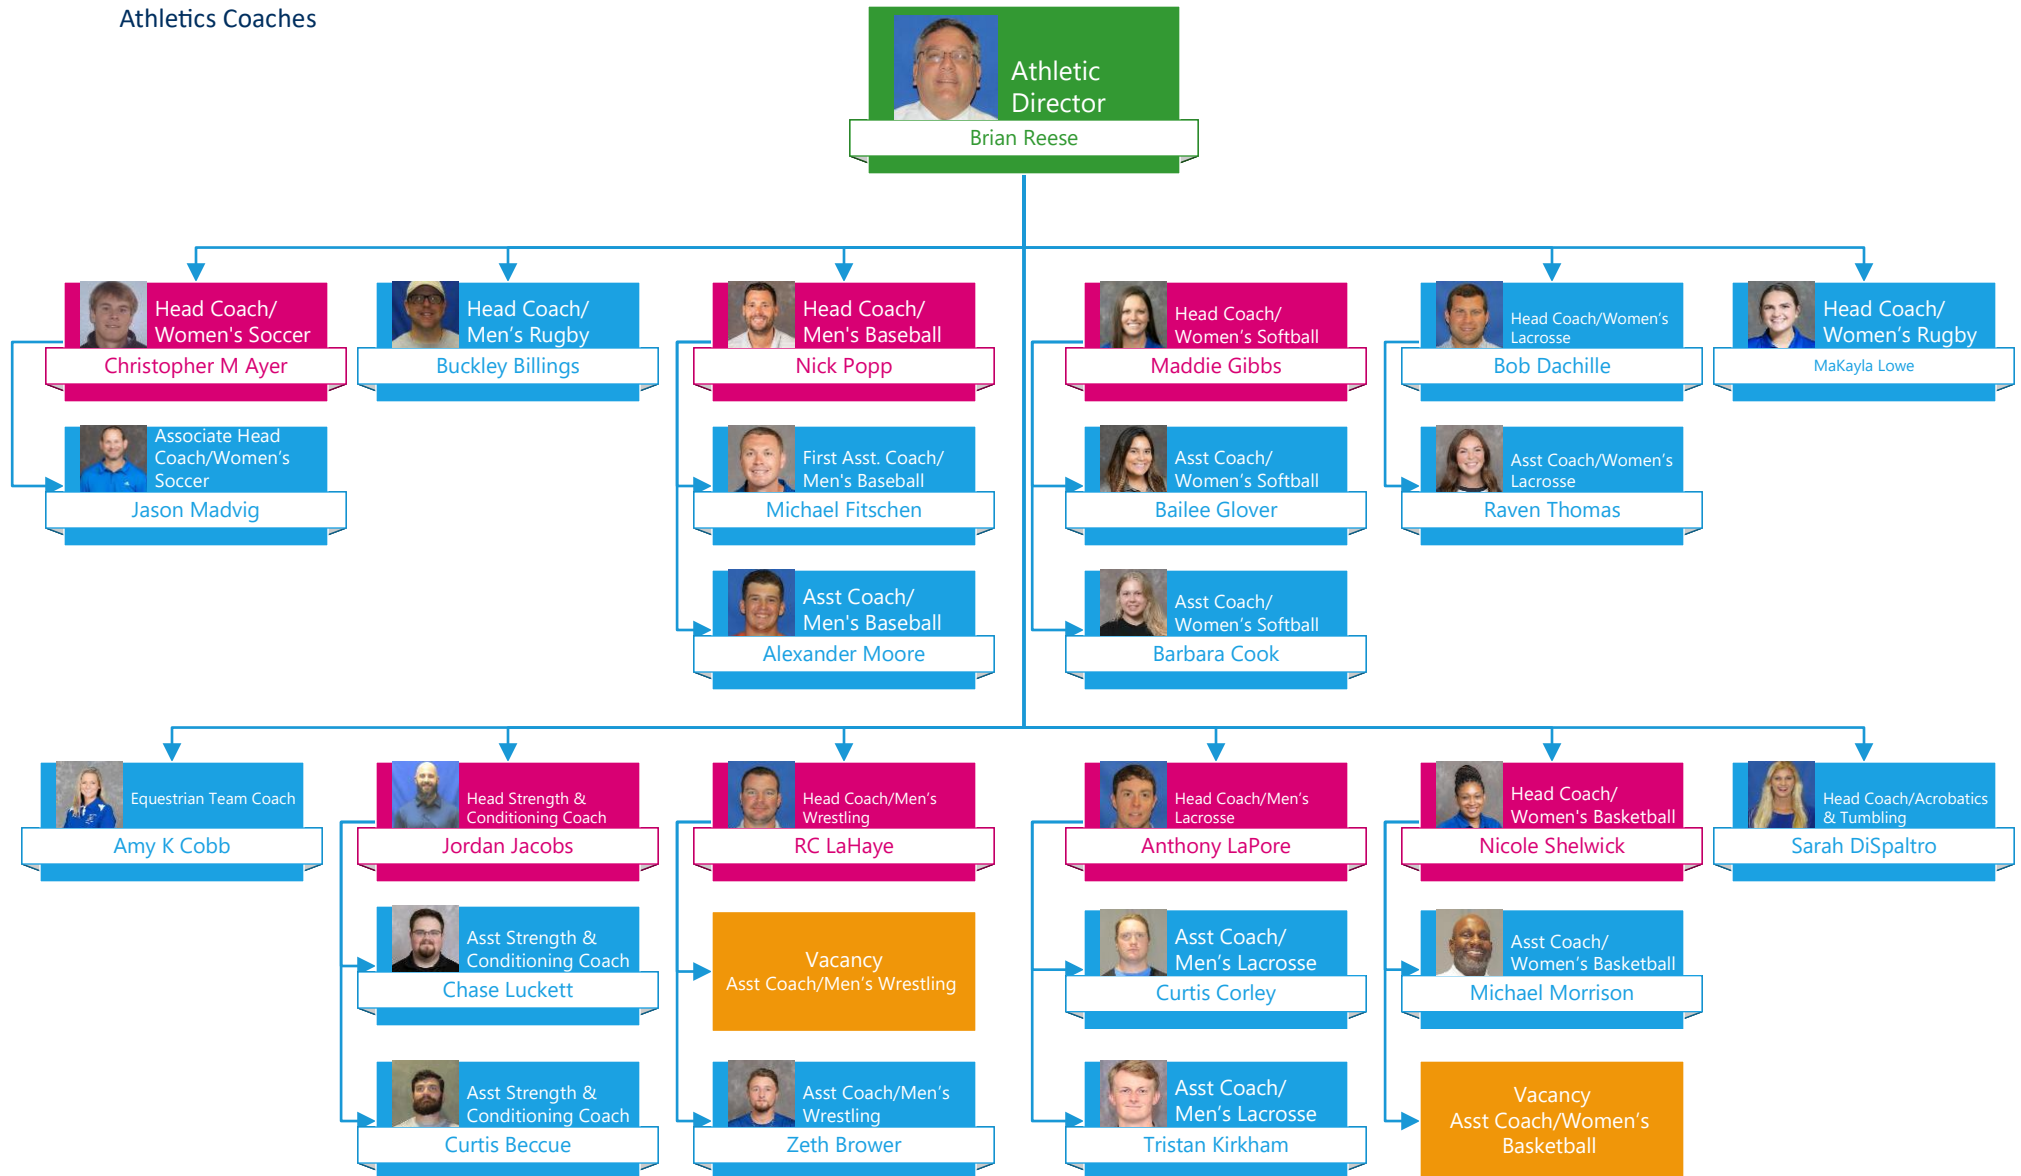 Athletics Coaches
Athletic
Director
Brian Reese
Head Coach/
Women's Soccer
Christopher M Ayer
Head Coach/
Men's Rugby
Buckley Billings
Head Coach/
Men's Baseball
Nick Popp
Head Coach/
Women's Softball
Maddie Gibbs
Head Coach/Women's
Lacrosse
Bob Dachille
Head Coach/
Women's Rugby
MaKayla Lowe
Associate Head
Coach/Women's
Soccer
Jason Madvig
First Asst. Coach/
Men's Baseball
Michael Fitschen
Asst Coach/
Women's Softball
Bailee Glover
Asst Coach/Women's
Lacrosse
Raven Thomas
Asst Coach/
Men's Baseball
Alexander Moore
Asst Coach/
Women's Softball
Barbara Cook
Equestrian Team Coach
Amy K Cobb
Head Strength &
Conditioning Coach
Jordan Jacobs
Head Coach/Men's
Wrestling
RC LaHaye
Head Coach/Men's
Lacrosse
Anthony LaPore
Head Coach/
Women's Basketball
Nicole Shelwick
Head Coach/Acrobatics
& Tumbling
Sarah DiSpaltro
Asst Strength &
Conditioning Coach
Chase Luckett
Vacancy
Asst Coach/Men's Wrestling
Asst Coach/
Men's Lacrosse
Curtis Corley
Asst Coach/
Women's Basketball
Michael Morrison
Asst Strength &
Conditioning Coach
Curtis Beccue
Asst Coach/Men's
Wrestling
Zeth Brower
Asst Coach/
Men's Lacrosse
Tristan Kirkham
Vacancy
Asst Coach/Women's
Basketball